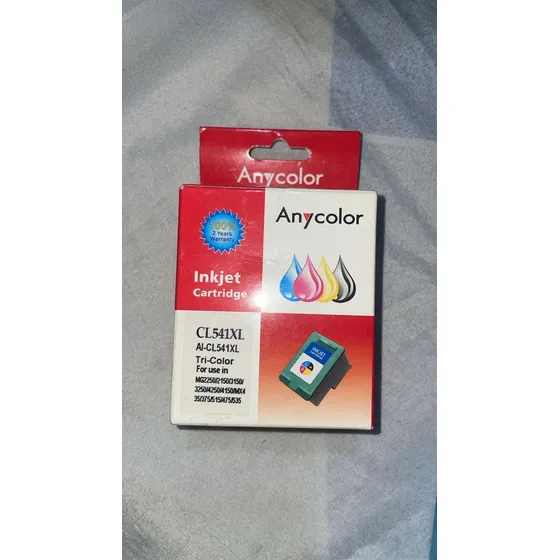 Anycolor
Anycolor
100%
2 Years
Warranty
Inkjet
Cartridge
CL541XL
AI-CL541XL
Tri-Color
For use in
MG2250/2150/3150/
3250/4250/4150/MX4
35/375/515/475/535
INKJET